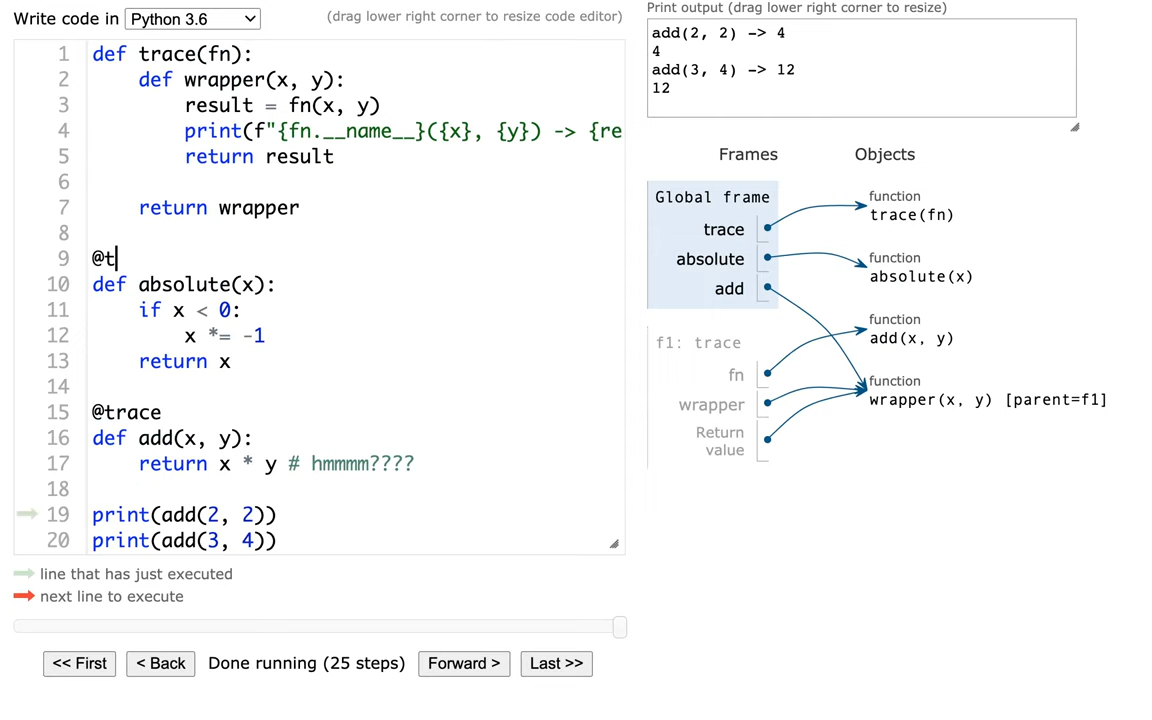 Write code in Python 3.6
(drag lower right corner to resize code editor)
1 def trace(fn):
2     def wrapper(x, y):
3         result = fn(x, y)
4         print(f"{fn.__name__}({x}, {y}) -> {re
5         return result
6
7     return wrapper
8
9 @t
10 def absolute(x):
11     if x < 0:
12         x *= -1
13     return x
14
15 @trace
16 def add(x, y):
17     return x * y # hmmmm????
18
19 print(add(2, 2))
20 print(add(3, 4))
line that has just executed
next line to execute
<< First
< Back
Done running (25 steps)
Forward >
Last >>
Print output (drag lower right corner to resize)
add(2, 2) -> 4
4
add(3, 4) -> 12
12
Frames
Objects
Global frame
trace
absolute
add
f1: trace
fn
wrapper
Return
value
function
trace(fn)
function
absolute(x)
function
add(x, y)
function
wrapper(x, y) [parent=f1]